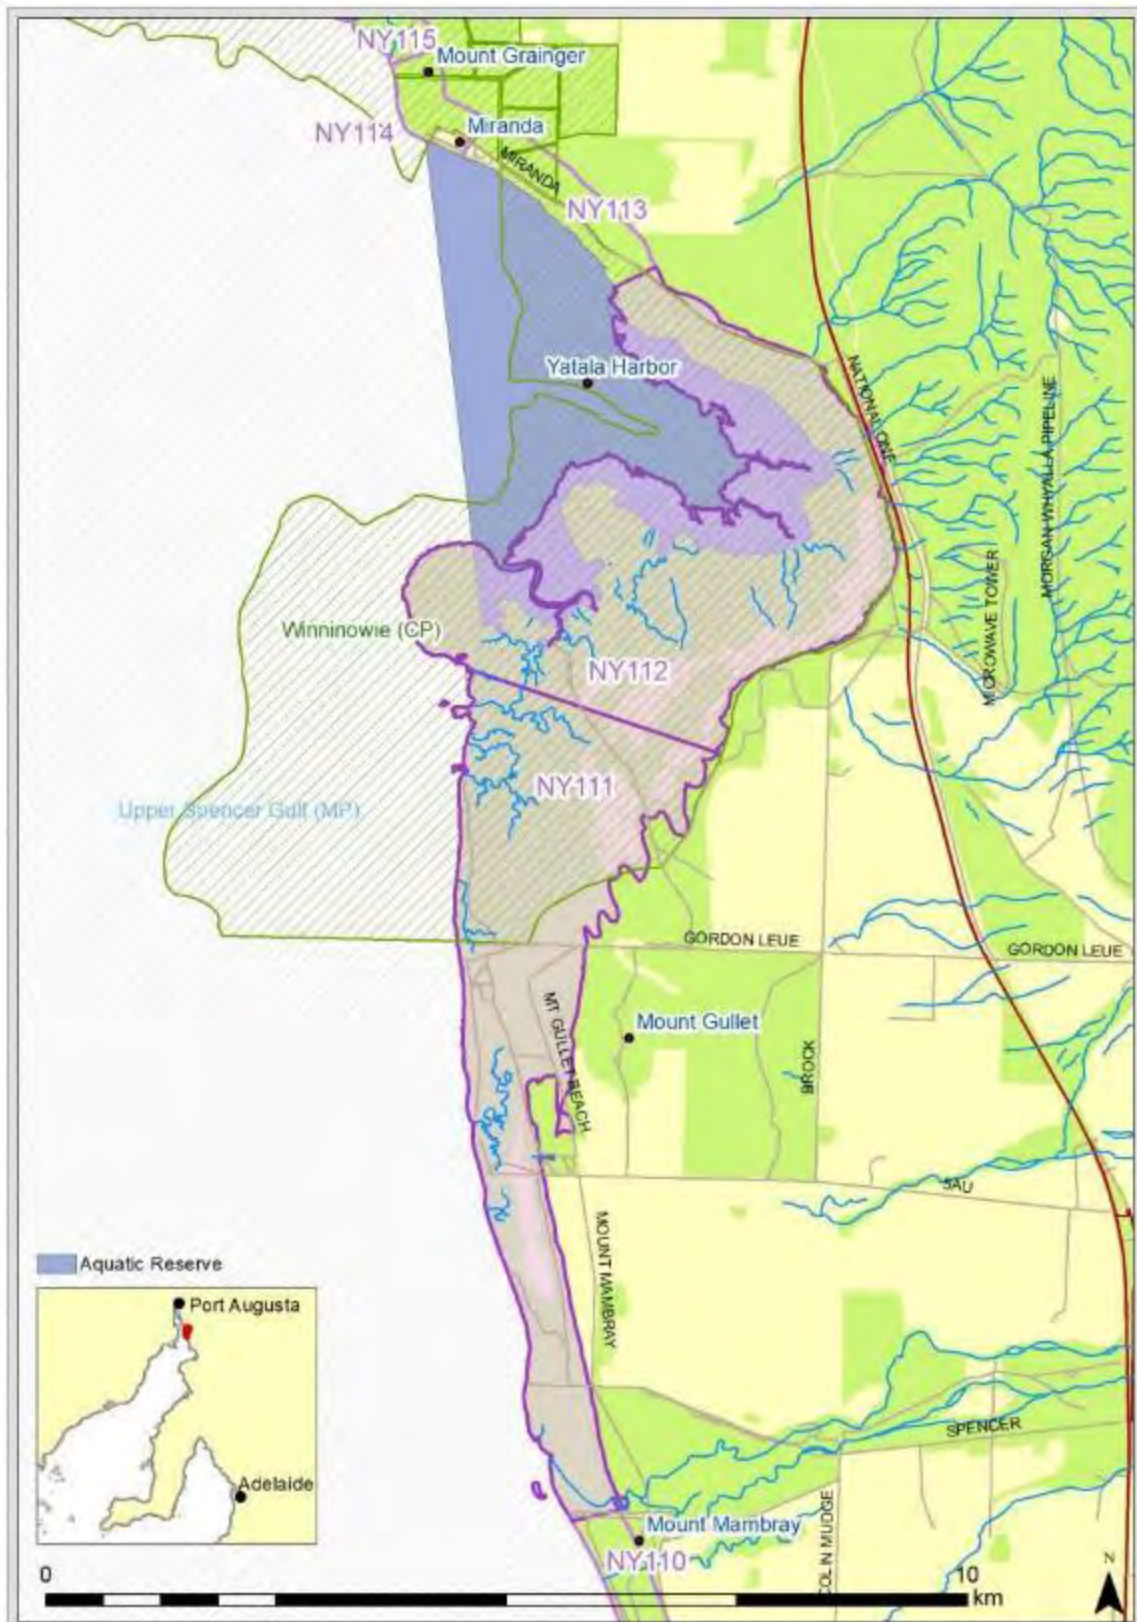 NY115
Mount Grainger
NY114
Miranda
MIRANDA
NY113
Yatala Harbor
NATIONAL ONE
MORGAN WHYALLA PIPELINE
MICROWAVE TOWER
Winninowie (CP)
NY112
NY111
Upper Spencer Gulf (MP)
GORDON LEUE
GORDON LEUE
MT GULLET BEACH
Mount Gullet
BROCK
SAU
MOUNT MAMBRAY
Aquatic Reserve
Port Augusta
Adelaide
SPENCER
COLIN MUDGE
Mount Mambray
NY110
0
10
km
N